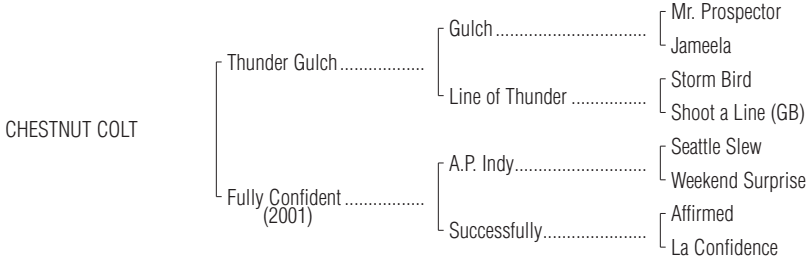 Mr. Prospector
Gulch
Jameela
Thunder Gulch
Storm Bird
Line of Thunder
Shoot a Line (GB)
CHESTNUT COLT
Seattle Slew
A.P. Indy
Weekend Surprise
Fully Confident
(2001)
Affirmed
Successfully
La Confidence